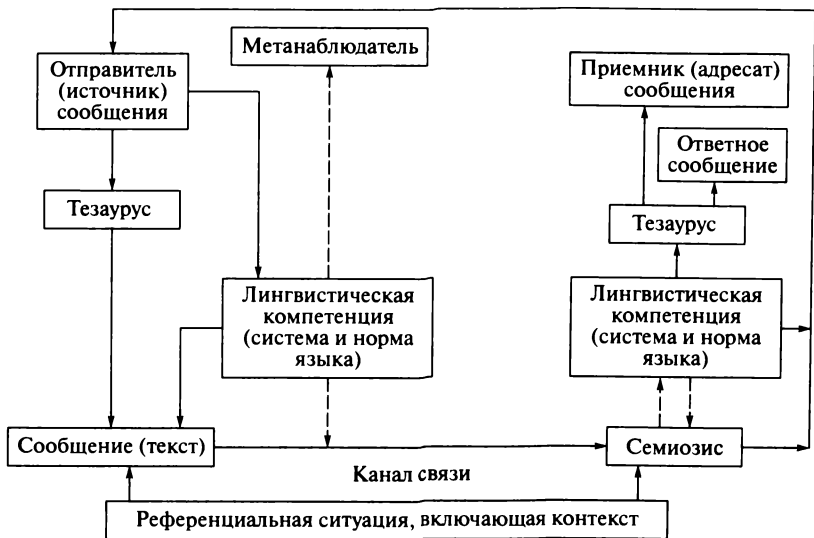 Метанаблюдатель
Отправитель
(источник)
сообщения
Приемник (адресат)
сообщения
Ответное
сообщение
Тезаурус
Тезаурус
Лингвистическая
компетенция
(система и норма
языка)
Лингвистическая
компетенция
(система и норма
языка)
Сообщение (текст)
Семиозис
Канал связи
Референциальная ситуация, включающая контекст